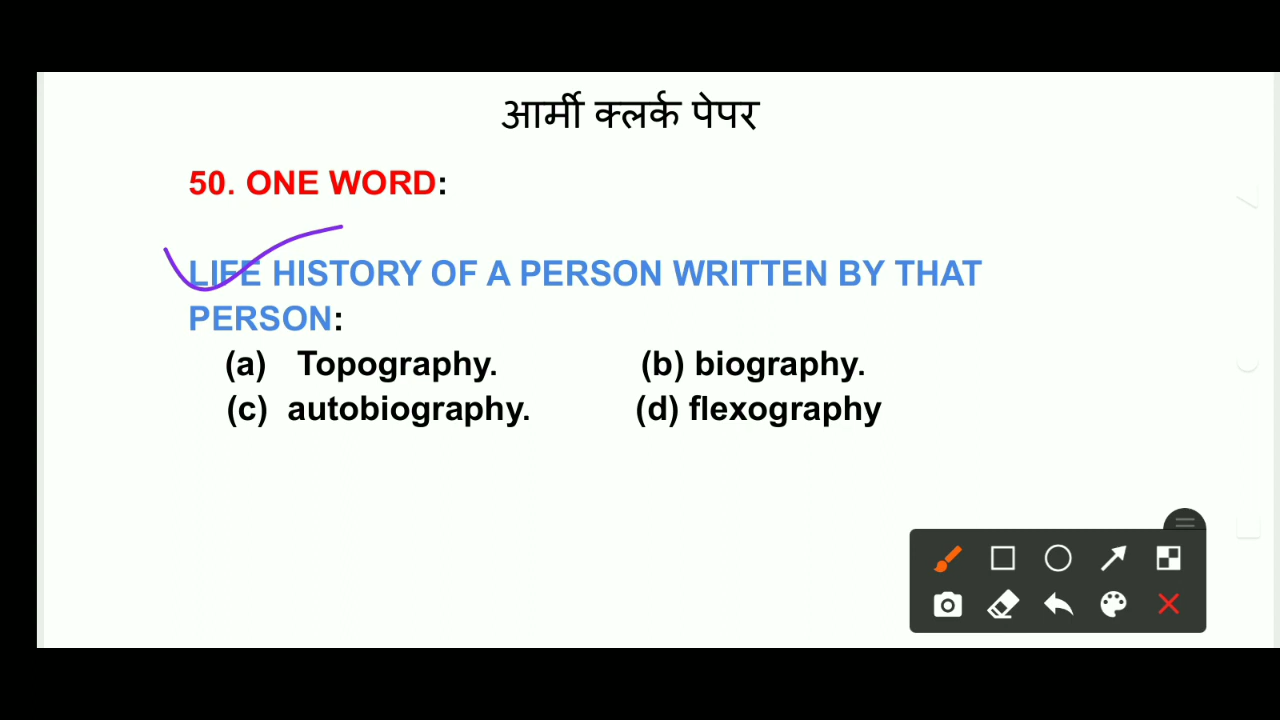 आर्मी क्लर्क पेपर
50. ONE WORD:
LIFE HISTORY OF A PERSON WRITTEN BY THAT
PERSON:
(a) Topography. (b) biography.
(c) autobiography. (d) flexography